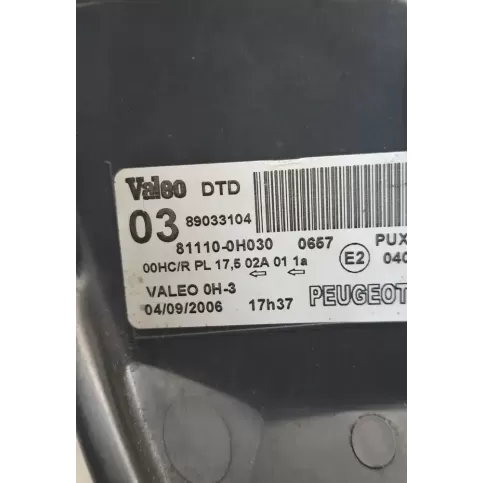 Valeo DTD
03 89033104
81110-0H030 0657 PUX
00HC/R PL 17,5 02A 01 1a E2 040
VALEO 0H-3 PEUGEOT
04/09/2006 17h37